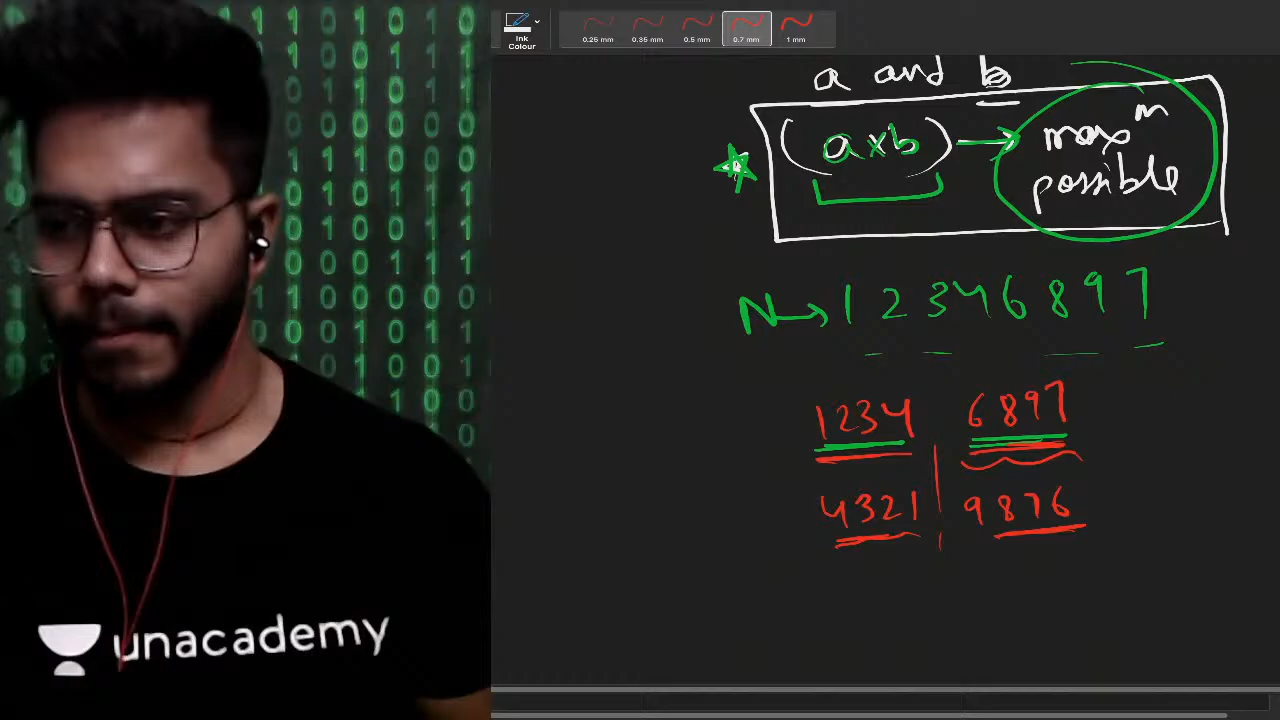 Ink
Colour
0.25 mm
0.35 mm
0.5 mm
0.7 mm
1 mm
a and b
(a×b) → max^m
possible
N→ 1 2 3 4 6 8 9 7
1234 6897
4321 9876
unacademy